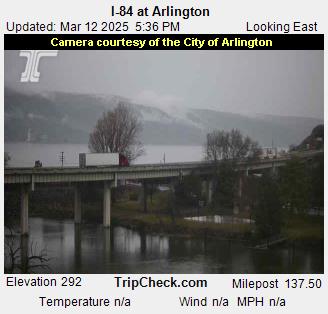 I-84 at Arlington
Updated: Mar 12 2025 5:36 PM Looking East
Camera courtesy of the City of Arlington
Elevation 292 TripCheck.com Milepost 137.50
Temperature n/a Wind n/a MPH n/a